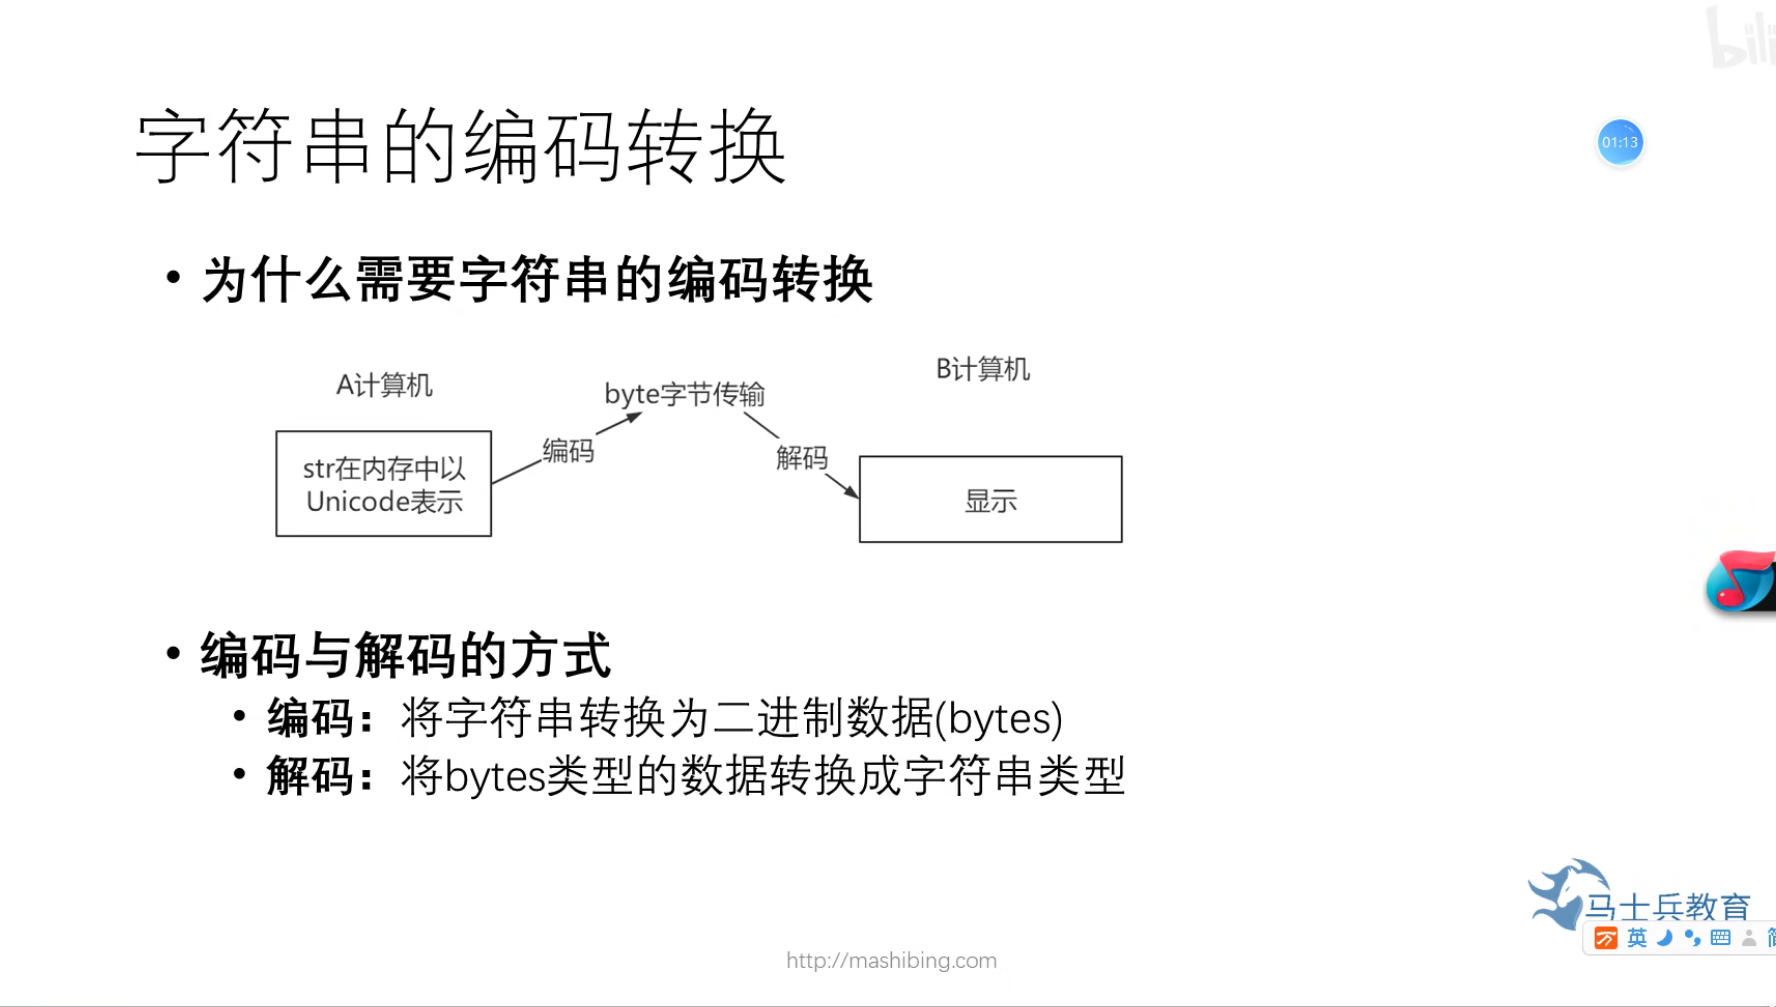 bili
01:13
字符串的编码转换
• 为什么需要字符串的编码转换
A计算机
byte字节传输
B计算机
编码
解码
str在内存中以
Unicode表示
显示
• 编码与解码的方式
• 编码：将字符串转换为二进制数据(bytes)
• 解码：将bytes类型的数据转换成字符串类型
马士兵教育
英
http://mashibing.com